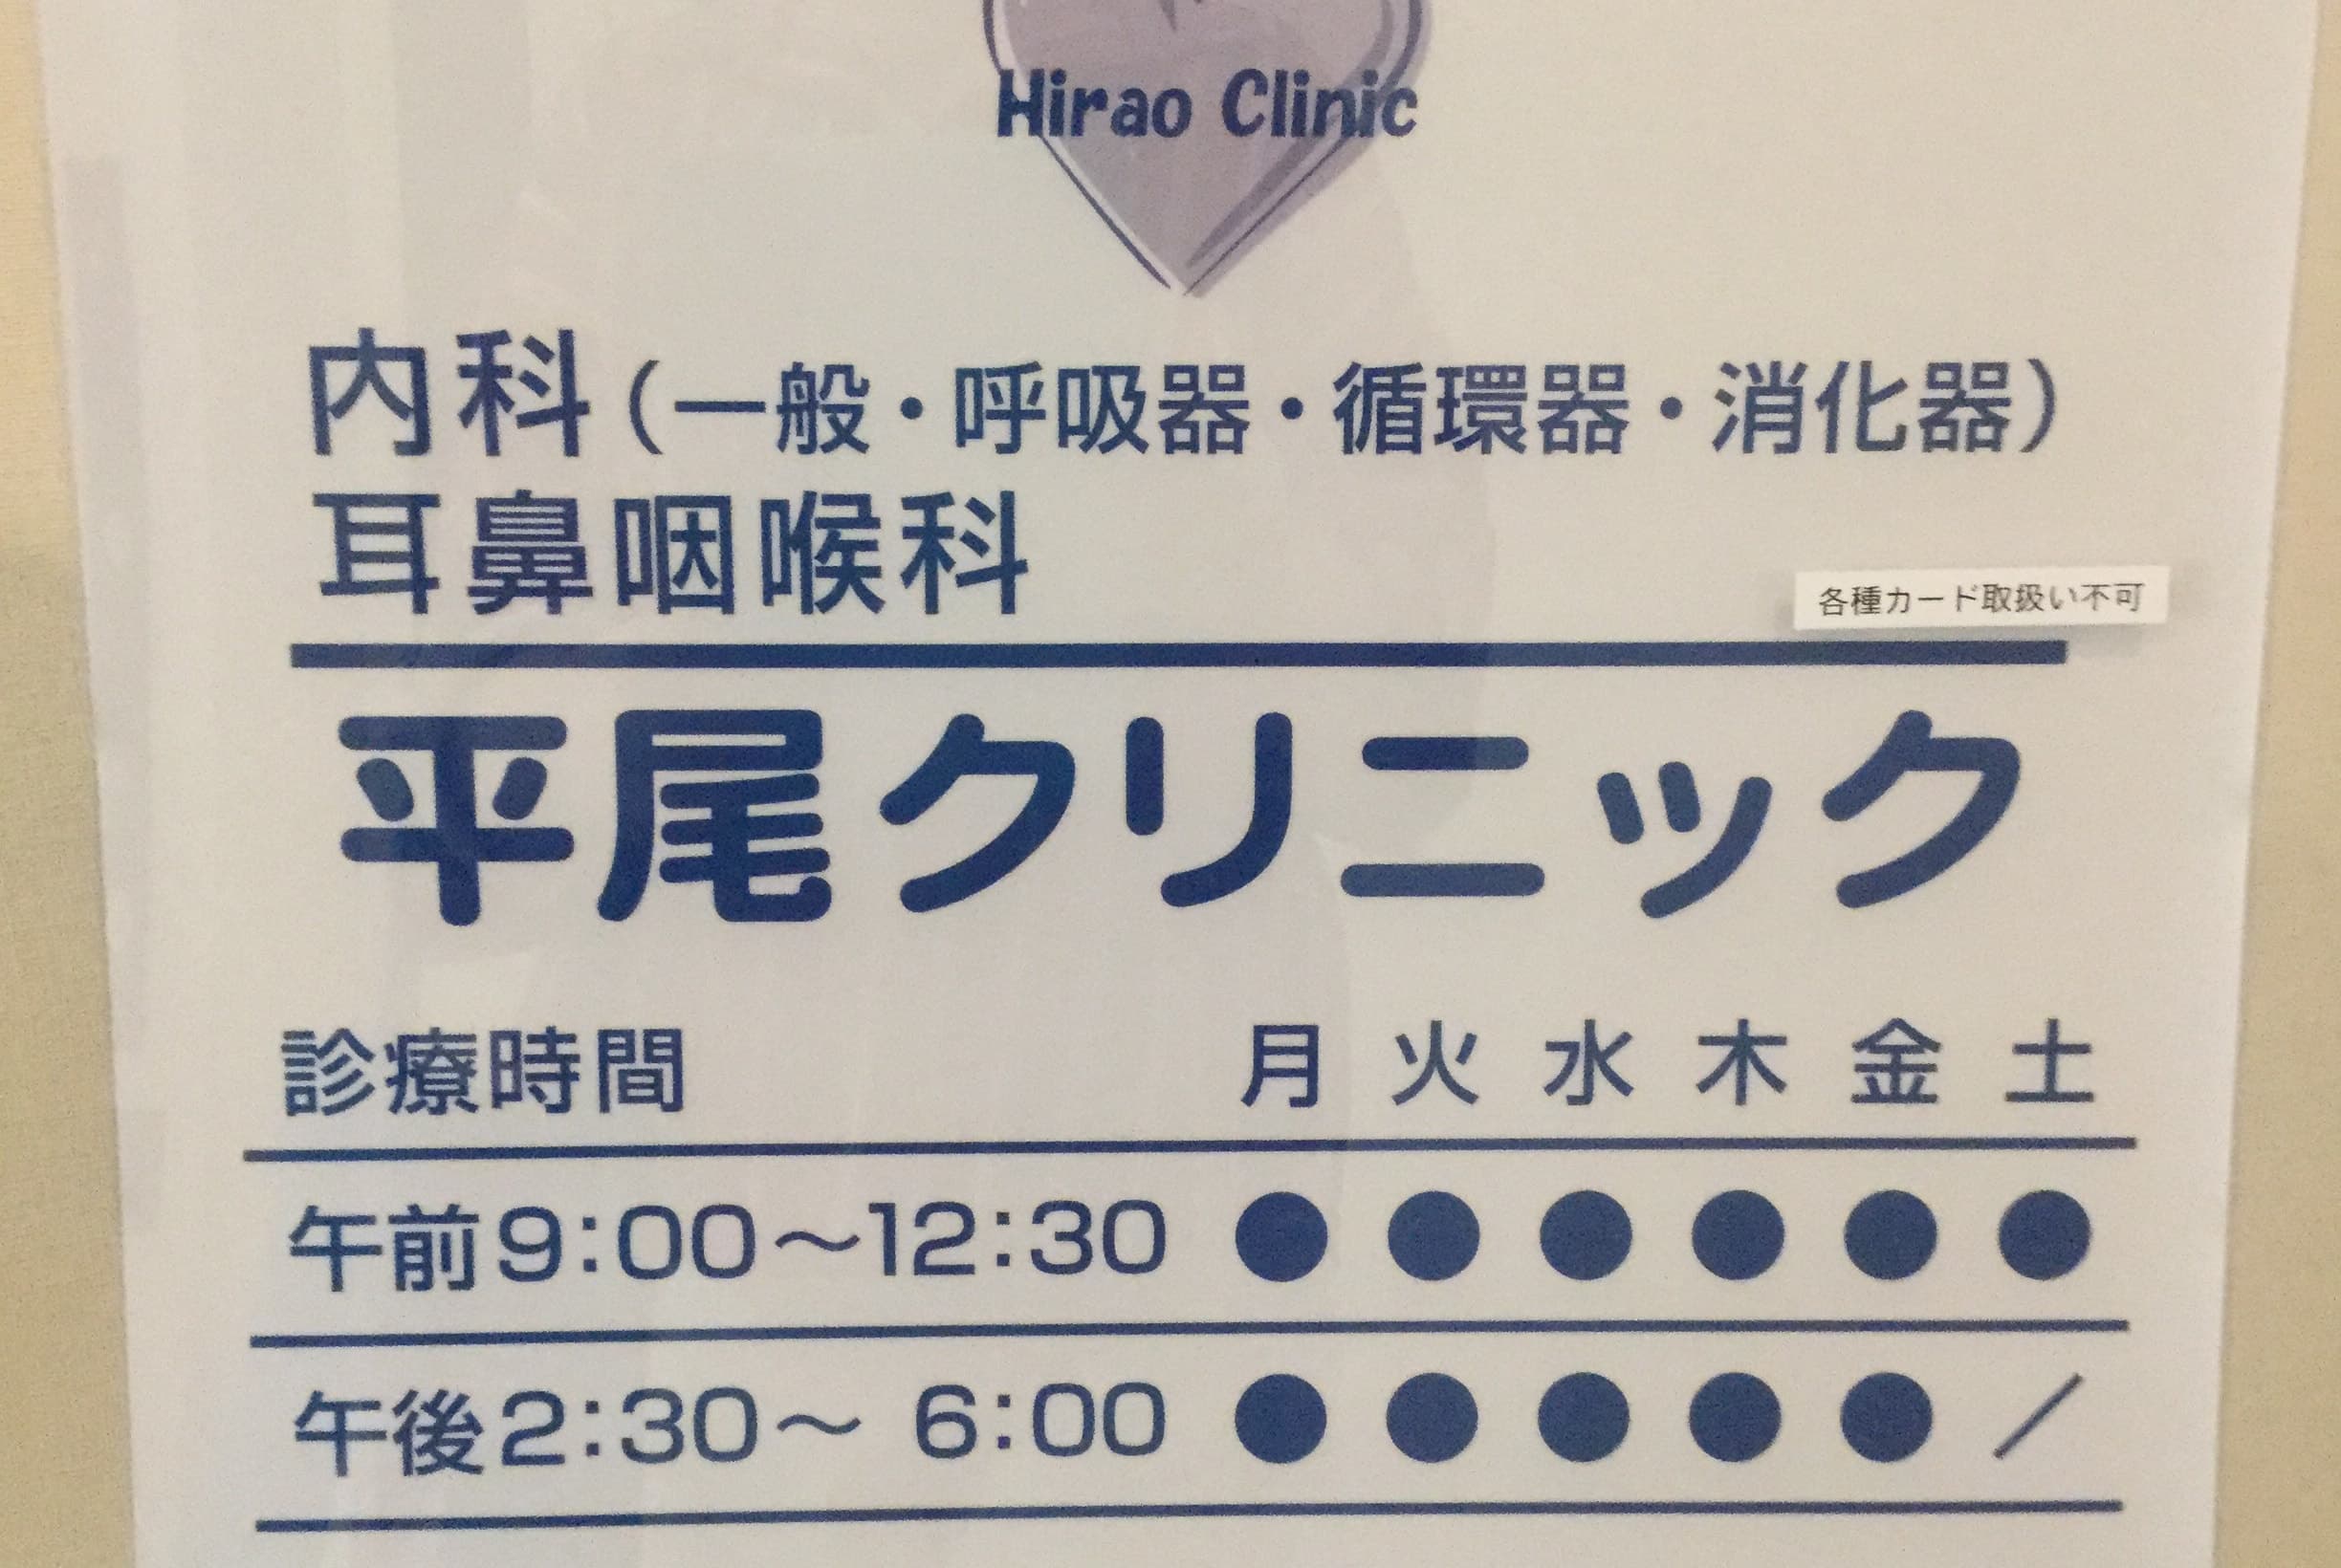 Hirao Clinic
内科(一般・呼吸器・循環器・消化器)
耳鼻咽喉科
各種カード取扱い不可
平尾クリニック
診療時間 月 火 水 木 金 土
午前9:00〜12:30 ● ● ● ● ● ●
午後2:30〜 6:00 ● ● ● ● ● ／